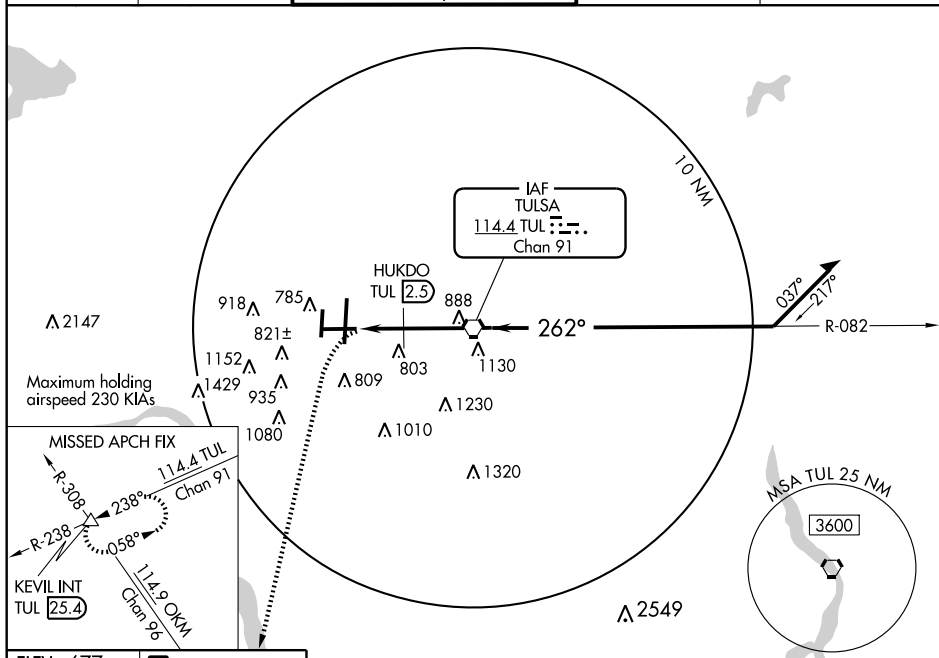 10 NM
IAF
TULSA
114.4 TUL
Chan 91
HUKDO
TUL 2.5
037°
217°
918
785
888
262°
R-082
2147
821±
1152
803
1130
Maximum holding
airspeed 230 KIAs
1429
935
809
1230
1080
1010
1320
MISSED APCH FIX
R-308
114.4 TUL
Chan 91
238°
R-238
058°
KEVIL INT
TUL 25.4
114.9 OKM
Chan 96
MSA TUL 25 NM
3600
2549